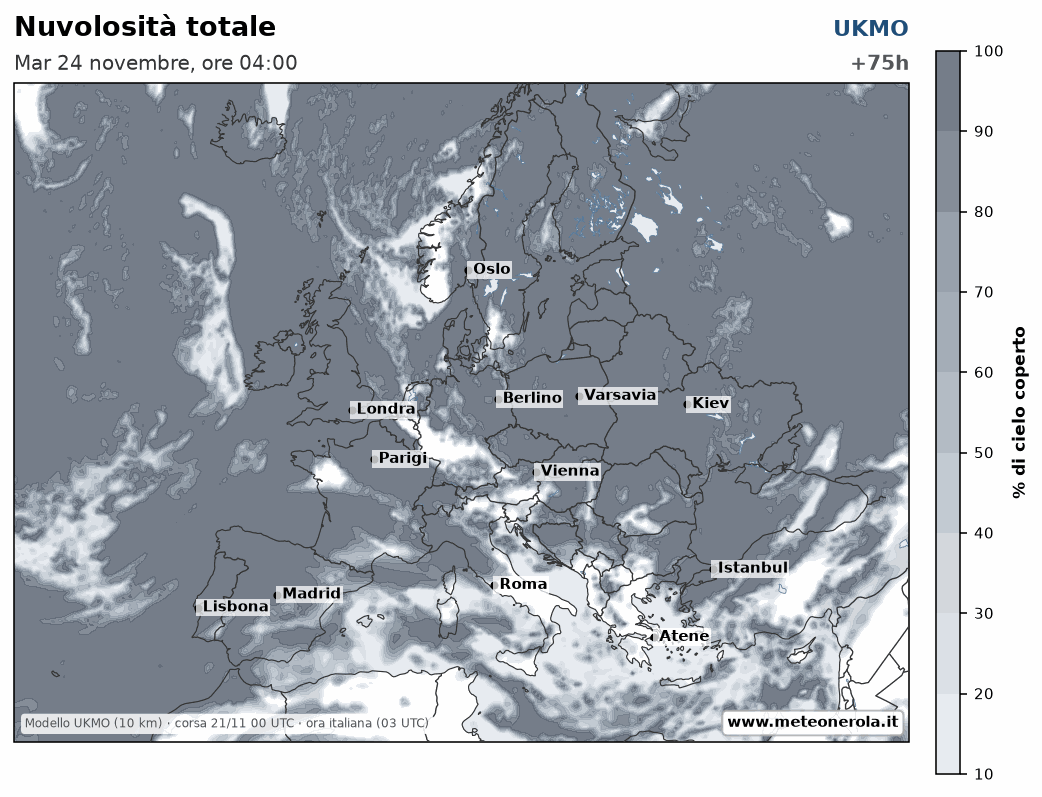 Nuvolosità totale
UKMO
Mar 24 novembre, ore 04:00
+75h
100
90
80
70
60
50
40
30
20
10
% di cielo coperto
Oslo
Berlino
Varsavia
Kiev
Londra
Parigi
Vienna
Istanbul
Roma
Madrid
Lisbona
Atene
Modello UKMO (10 km) · corsa 21/11 00 UTC · ora italiana (03 UTC)
www.meteonerola.it